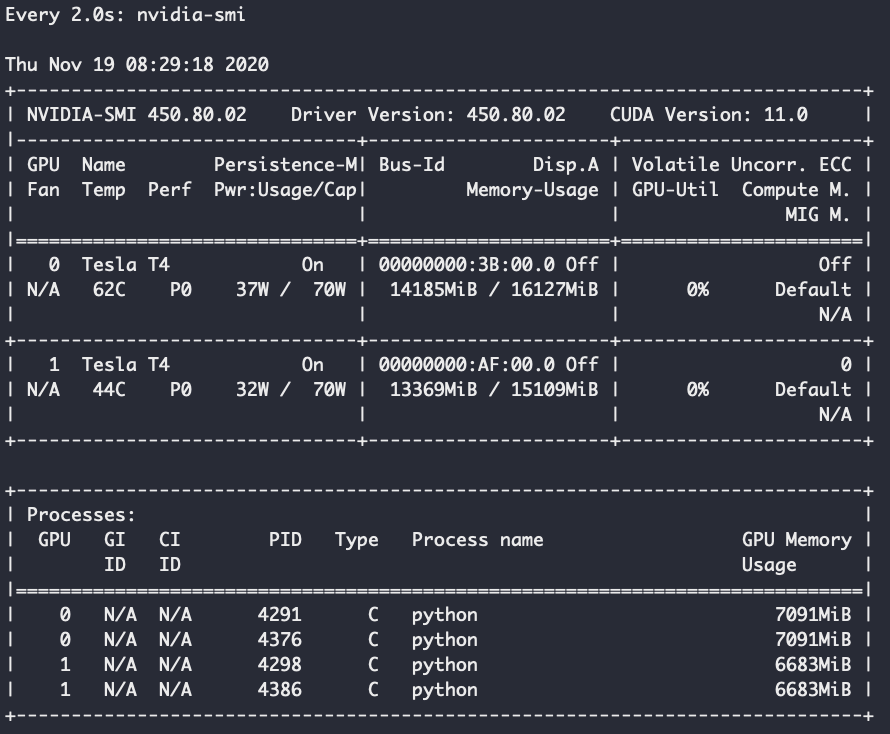 Every 2.0s: nvidia-smi

Thu Nov 19 08:29:18 2020
+-----------------------------------------------------------------------------+
| NVIDIA-SMI 450.80.02    Driver Version: 450.80.02    CUDA Version: 11.0     |
|-------------------------------+----------------------+----------------------+
| GPU  Name        Persistence-M| Bus-Id        Disp.A | Volatile Uncorr. ECC |
| Fan  Temp  Perf  Pwr:Usage/Cap|         Memory-Usage | GPU-Util  Compute M. |
|                               |                      |               MIG M. |
|===============================+======================+======================|
|   0  Tesla T4            On   | 00000000:3B:00.0 Off |                  Off |
| N/A   62C    P0    37W /  70W |  14185MiB / 16127MiB |      0%      Default |
|                               |                      |                  N/A |
+-------------------------------+----------------------+----------------------+
|   1  Tesla T4            On   | 00000000:AF:00.0 Off |                    0 |
| N/A   44C    P0    32W /  70W |  13369MiB / 15109MiB |      0%      Default |
|                               |                      |                  N/A |
+-------------------------------+----------------------+----------------------+

+-----------------------------------------------------------------------------+
| Processes:                                                                  |
|  GPU   GI   CI        PID   Type   Process name                  GPU Memory |
|        ID   ID                                                   Usage      |
|=============================================================================|
|    0   N/A  N/A      4291      C   python                           7091MiB |
|    0   N/A  N/A      4376      C   python                           7091MiB |
|    1   N/A  N/A      4298      C   python                           6683MiB |
|    1   N/A  N/A      4386      C   python                           6683MiB |
+-----------------------------------------------------------------------------+